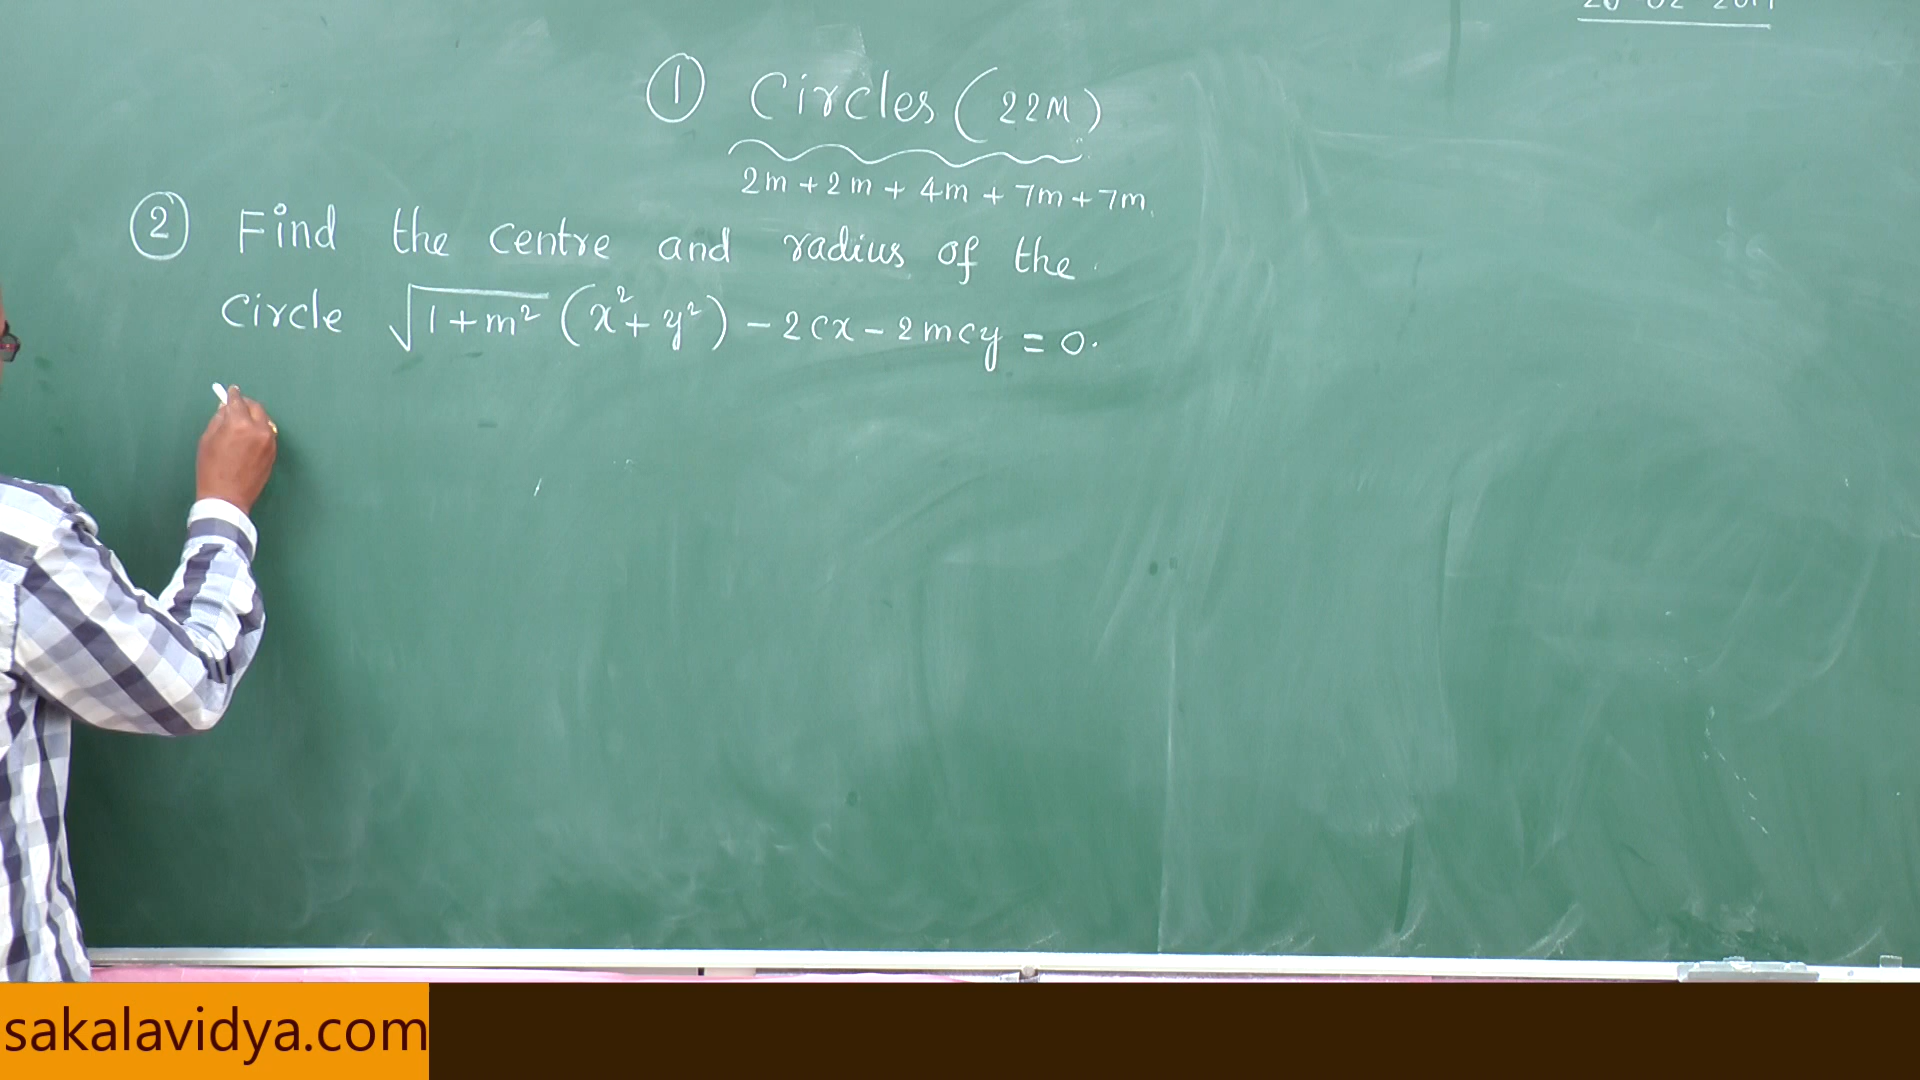 ① Circles (22M)
2m + 2m + 4m + 7m + 7m
② Find the centre and radius of the
Circle √(1+m²) (x²+y²) - 2cx - 2mcy = 0.
sakalavidya.com